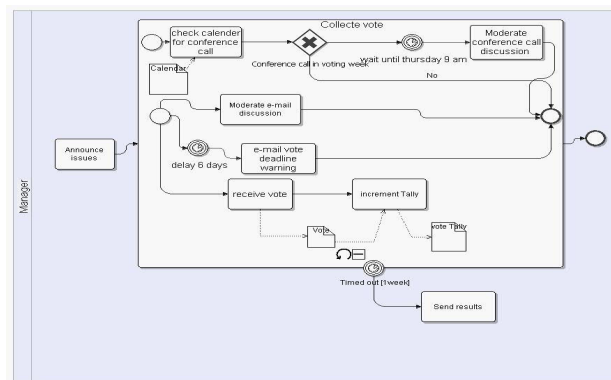 Collecte vote
check calender
for conference
call
Moderate
conference call
discussion
wait until thursday 9 am
Conference call in voting week
No
Calendar
Moderate e-mail
discussion
Announce
issues
delay 6 days
e-mail vote
deadline
warning
receive vote
increment Tally
Vote
vote Tally
Timed out [1week]
Send results
Manager